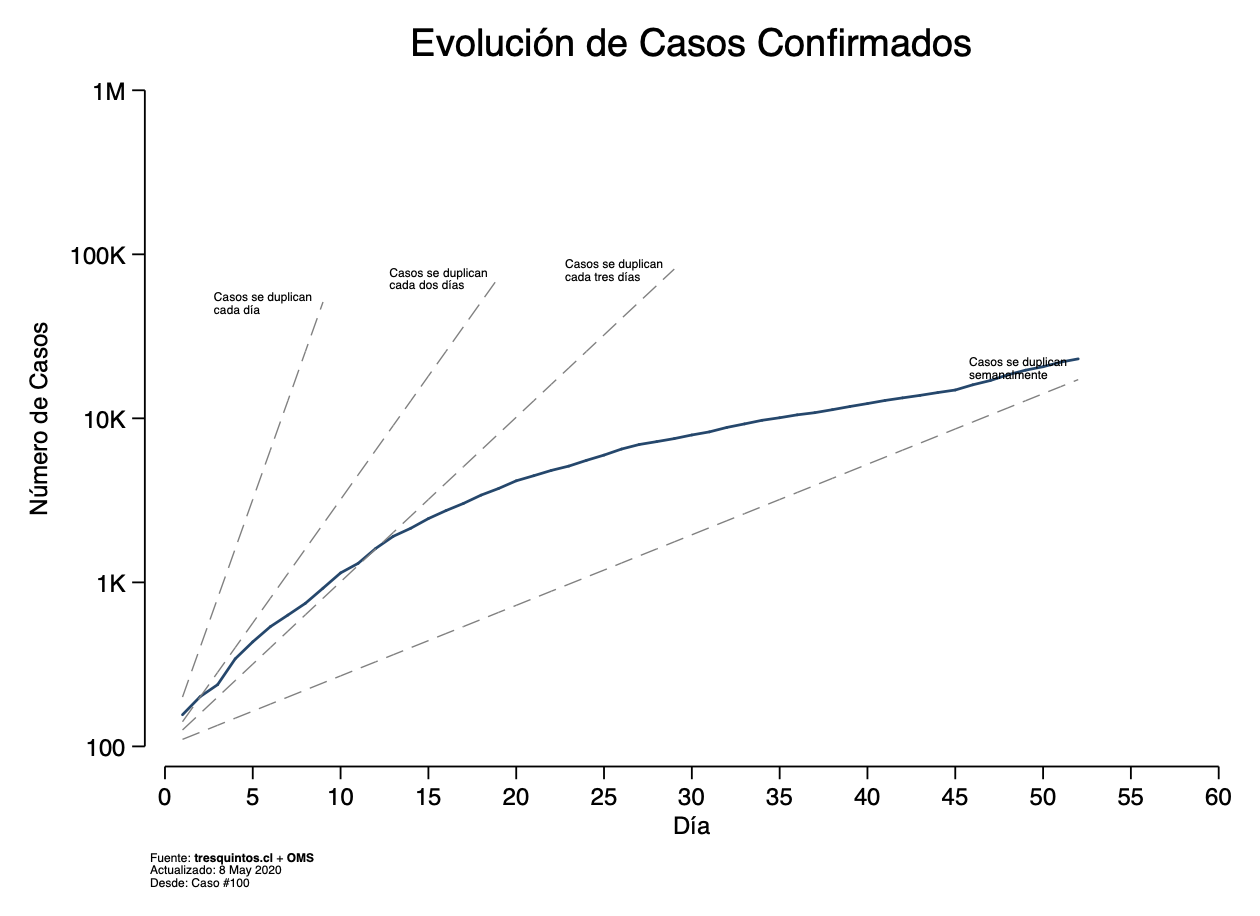 Evolución de Casos Confirmados
1M
100K
10K
1K
100
Número de Casos
Casos se duplican
cada día
Casos se duplican
cada dos días
Casos se duplican
cada tres días
Casos se duplican
semanalmente
0 5 10 15 20 25 30 35 40 45 50 55 60
Día
Fuente: tresquintos.cl + OMS
Actualizado: 8 May 2020
Desde: Caso #100